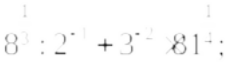 8^{1/3} : 2^{-1} + 3^{-2} × 81^{1/4};